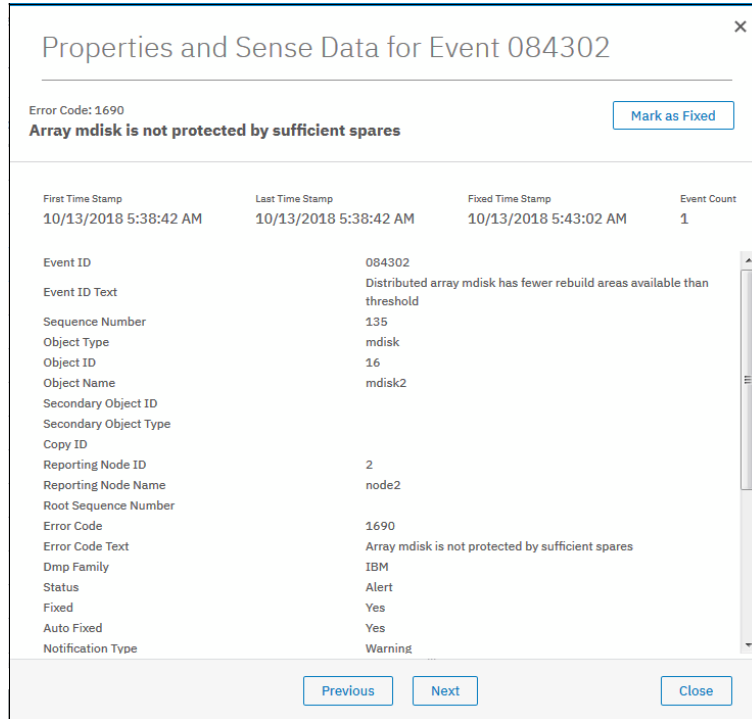 Properties and Sense Data for Event 084302
Error Code: 1690
Array mdisk is not protected by sufficient spares
Mark as Fixed
First Time Stamp Last Time Stamp Fixed Time Stamp Event Count
10/13/2018 5:38:42 AM 10/13/2018 5:38:42 AM 10/13/2018 5:43:02 AM 1
Event ID 084302
Event ID Text Distributed array mdisk has fewer rebuild areas available than
threshold
Sequence Number 135
Object Type mdisk
Object ID 16
Object Name mdisk2
Secondary Object ID
Secondary Object Type
Copy ID
Reporting Node ID 2
Reporting Node Name node2
Root Sequence Number
Error Code 1690
Error Code Text Array mdisk is not protected by sufficient spares
Dmp Family IBM
Status Alert
Fixed Yes
Auto Fixed Yes
Notification Type Warning
Previous Next Close